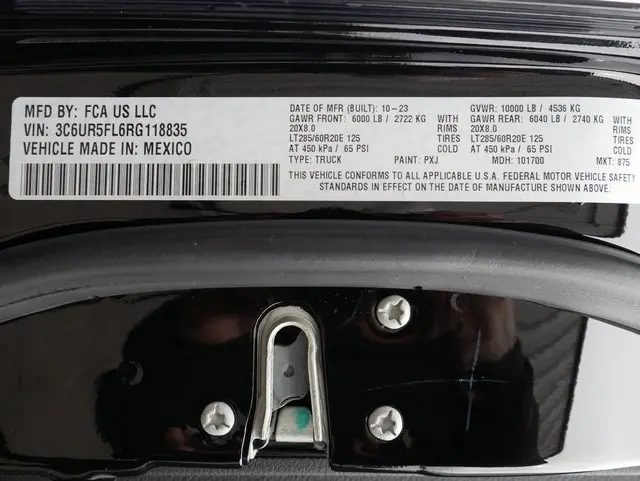 MFD BY: FCA US LLC
VIN: 3C6UR5FL6RG118835
VEHICLE MADE IN: MEXICO
DATE OF MFR (BUILT): 10-23 GVWR: 10000 LB / 4536 KG
GAWR FRONT: 6000 LB / 2722 KG WITH GAWR REAR: 6040 LB / 2740 KG WITH
20X8.0 RIMS 20X8.0 RIMS
LT285/60R20E 125 TIRES LT285/60R20E 125 TIRES
AT 450 kPa / 65 PSI COLD AT 450 kPa / 65 PSI COLD
TYPE: TRUCK PAINT: PXJ MDH: 101700 MKT: 875
THIS VEHICLE CONFORMS TO ALL APPLICABLE U.S.A. FEDERAL MOTOR VEHICLE SAFETY
STANDARDS IN EFFECT ON THE DATE OF MANUFACTURE SHOWN ABOVE.